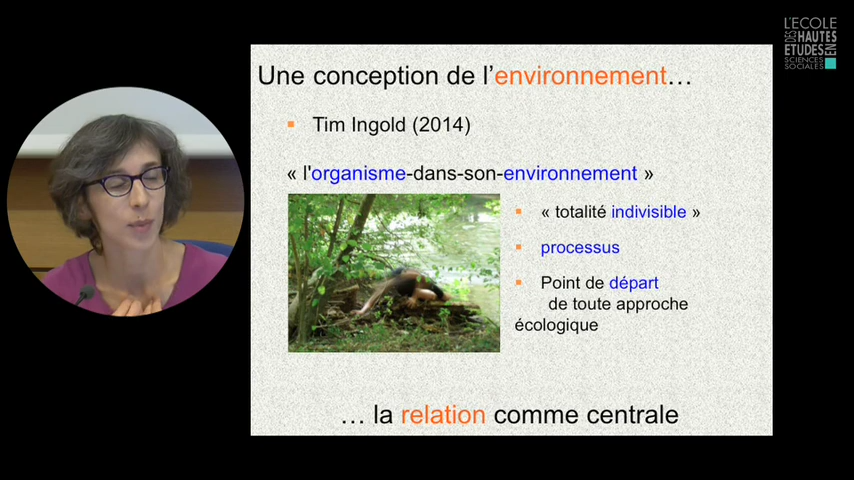 L'ECOLE
DES HAUTES
ETUDES EN
SCIENCES
SOCIALES
Une conception de l'environnement…
▪ Tim Ingold (2014)
« l'organisme-dans-son-environnement »
▪ « totalité indivisible »
▪ processus
▪ Point de départ
de toute approche
écologique
… la relation comme centrale